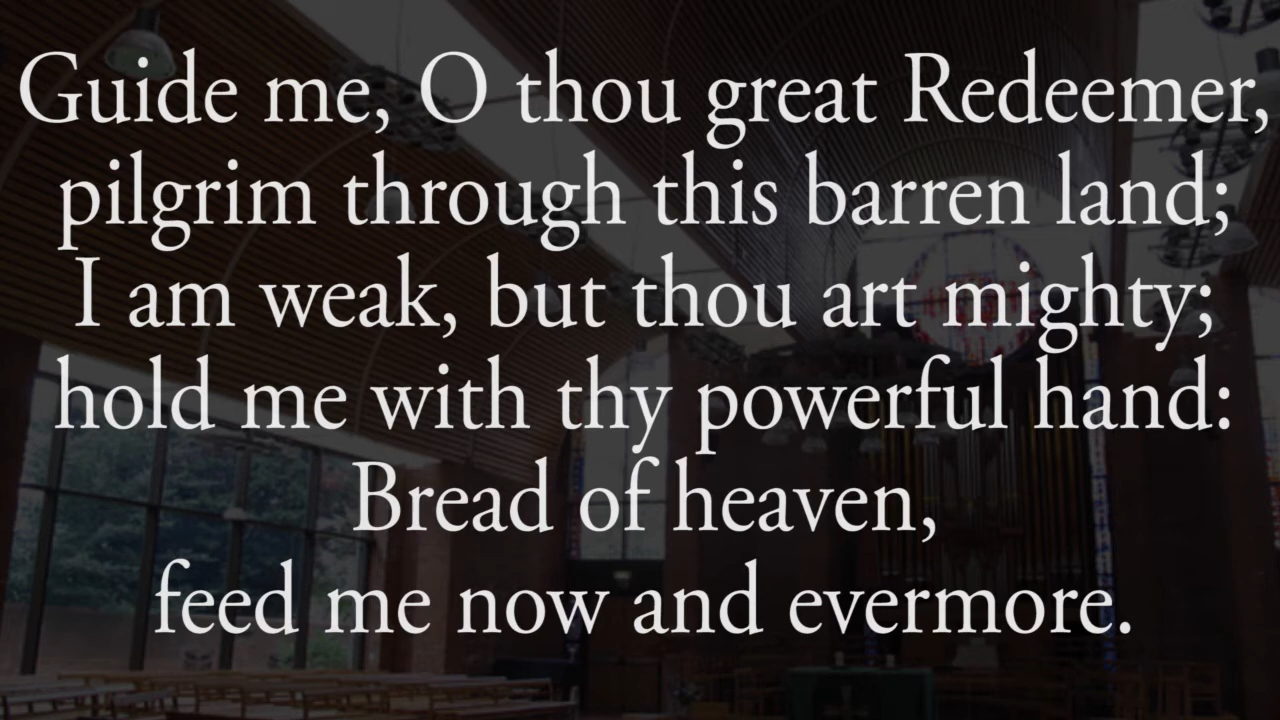 Guide me, O thou great Redeemer,
pilgrim through this barren land;
I am weak, but thou art mighty;
hold me with thy powerful hand:
Bread of heaven,
feed me now and evermore.